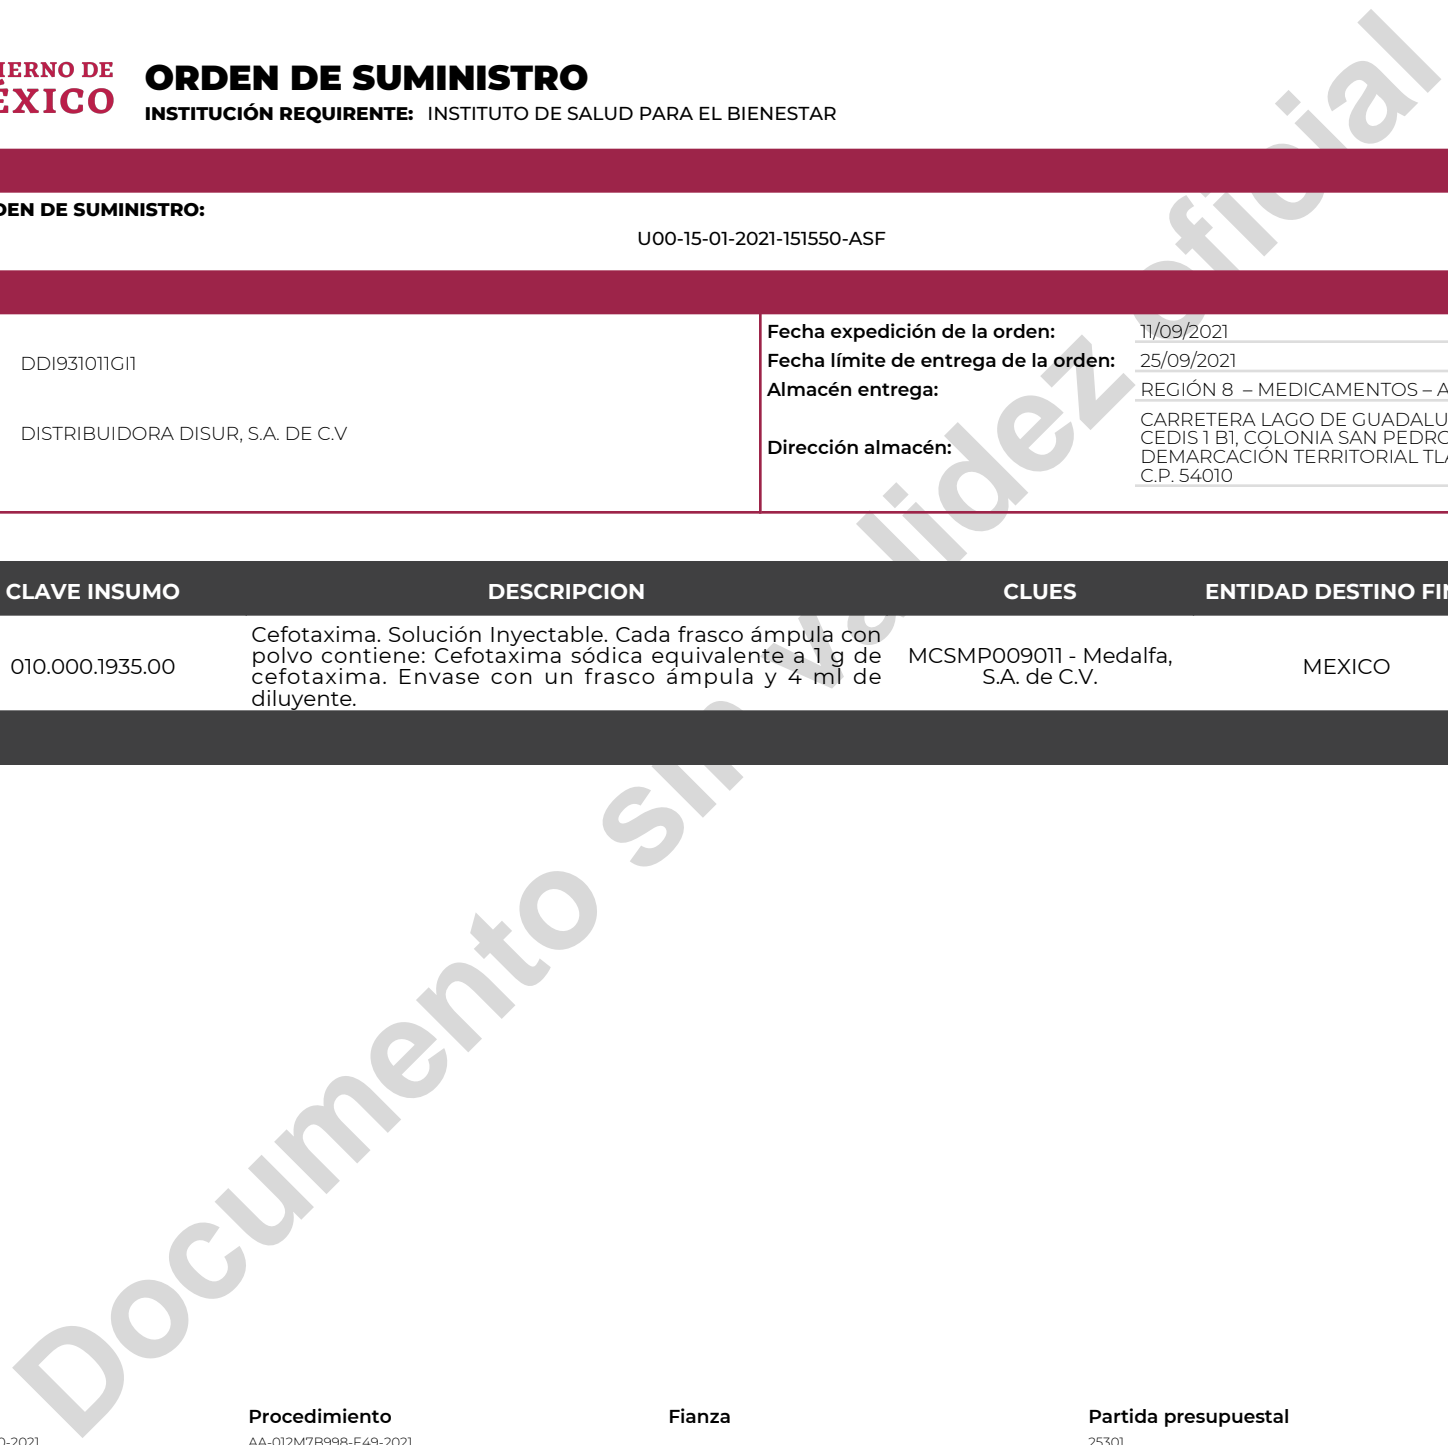 ORDEN DE SUMINISTRO
INSTITUCIÓN REQUIRENTE: INSTITUTO DE SALUD PARA EL BIENESTAR
DE
XICO
DE SUMINISTRO:
U00-15-01-2021-151550-ASF
DDI931011GI1
DISTRIBUIDORA DISUR, S.A. DE C.V
Fecha expedición de la orden: 11/09/2021
Fecha límite de entrega de la orden: 25/09/2021
Almacén entrega: REGIÓN 8 – MEDICAMENTOS – A
Dirección almacén:
CARRETERA LAGO DE GUADALU
CEDIS 1 B1, COLONIA SAN PEDRO
DEMARCACIÓN TERRITORIAL TLA
C.P. 54010
CLAVE INSUMO DESCRIPCION CLUES ENTIDAD DESTINO FIN
010.000.1935.00
Cefotaxima. Solución Inyectable. Cada frasco ámpula con
polvo contiene: Cefotaxima sódica equivalente a 1 g de
cefotaxima. Envase con un frasco ámpula y 4 ml de
diluyente.
MCSMP009011 - Medalfa,
S.A. de C.V.
MEXICO
Documento sin validez oficial
Procedimiento Fianza Partida presupuestal
-2021 AA-012M7B998-E49-2021 25301